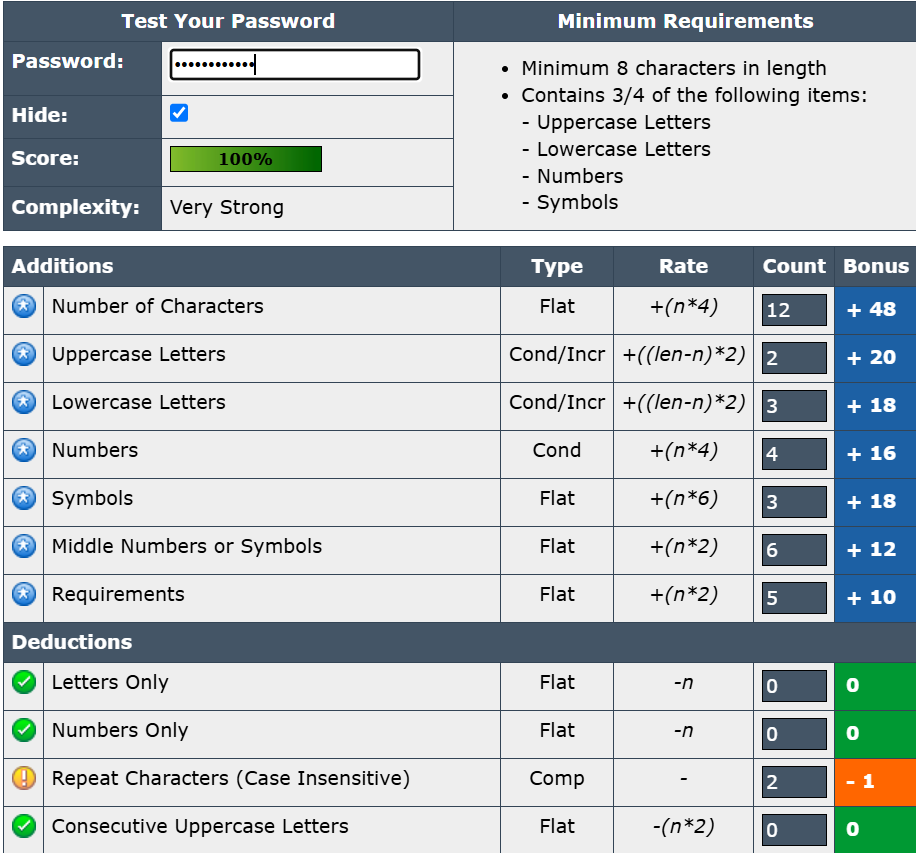 Test Your Password Minimum Requirements
Password: ••••••••••••
Hide:
Score: 100%
Complexity: Very Strong
• Minimum 8 characters in length
• Contains 3/4 of the following items:
- Uppercase Letters
- Lowercase Letters
- Numbers
- Symbols
Additions Type Rate Count Bonus
Number of Characters Flat +(n*4) 12 + 48
Uppercase Letters Cond/Incr +((len-n)*2) 2 + 20
Lowercase Letters Cond/Incr +((len-n)*2) 3 + 18
Numbers Cond +(n*4) 4 + 16
Symbols Flat +(n*6) 3 + 18
Middle Numbers or Symbols Flat +(n*2) 6 + 12
Requirements Flat +(n*2) 5 + 10
Deductions
Letters Only Flat -n 0 0
Numbers Only Flat -n 0 0
Repeat Characters (Case Insensitive) Comp - 2 - 1
Consecutive Uppercase Letters Flat -(n*2) 0 0